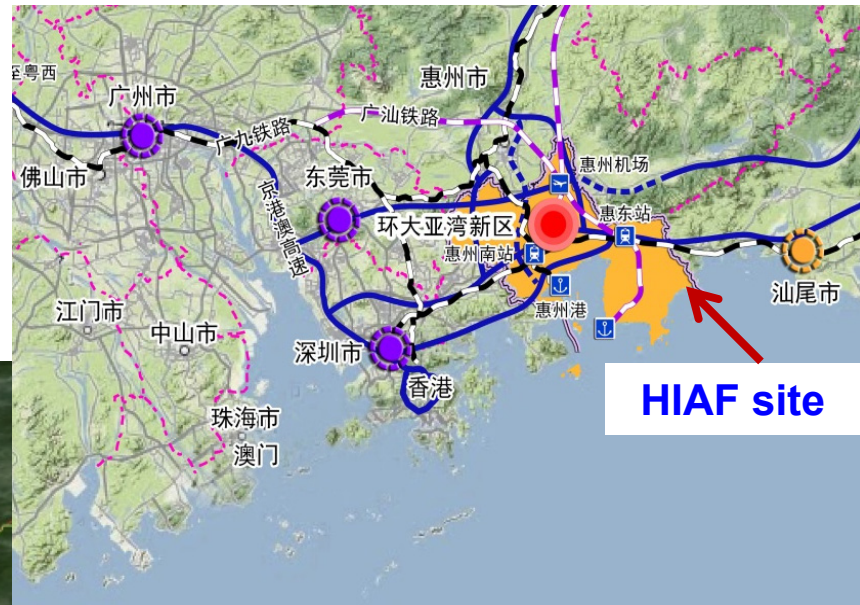 至粤西
广州市
惠州市
广汕铁路
广九铁路
佛山市
东莞市
惠州机场
京港澳高速
环大亚湾新区
惠东站
惠州南站
汕尾市
惠州港
江门市
中山市
深圳市
香港
HIAF site
珠海市
澳门